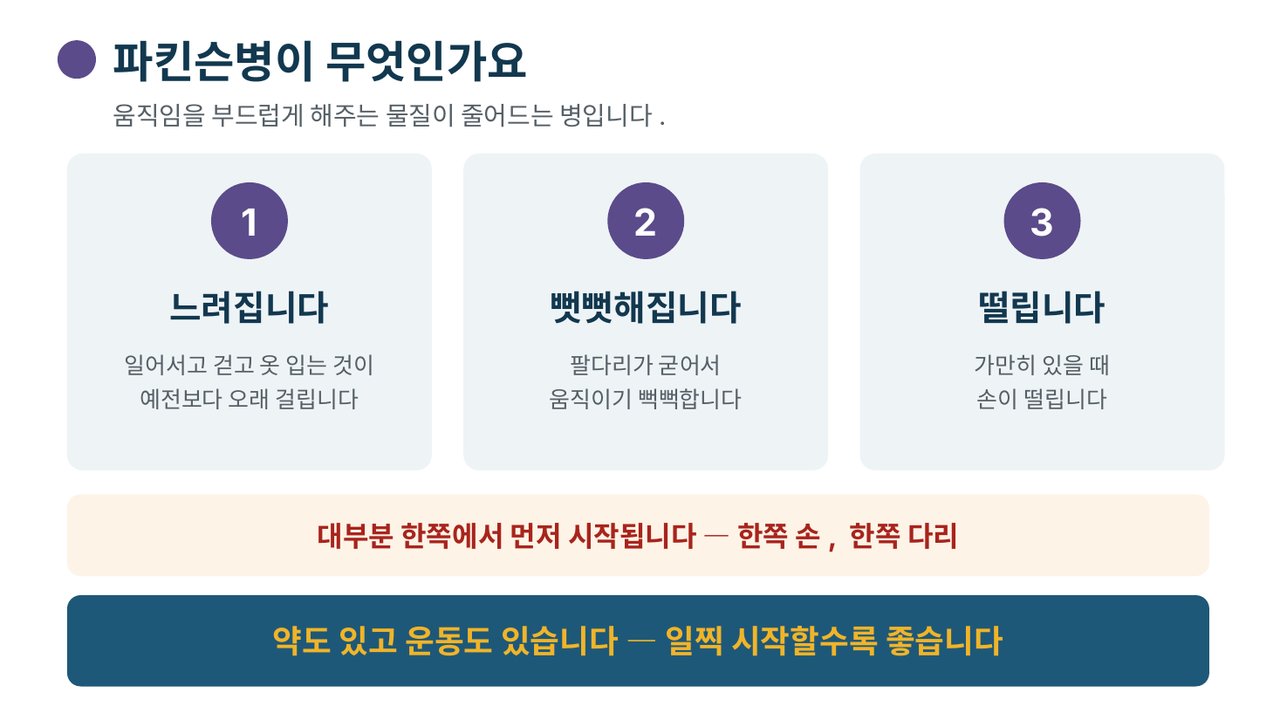 파킨슨병이 무엇인가요
움직임을 부드럽게 해주는 물질이 줄어드는 병입니다 .
1
느려집니다
일어서고 걷고 옷 입는 것이
예전보다 오래 걸립니다
2
뻣뻣해집니다
팔다리가 굳어서
움직이기 뻑뻑합니다
3
떨립니다
가만히 있을 때
손이 떨립니다
대부분 한쪽에서 먼저 시작됩니다 — 한쪽 손 , 한쪽 다리
약도 있고 운동도 있습니다 — 일찍 시작할수록 좋습니다